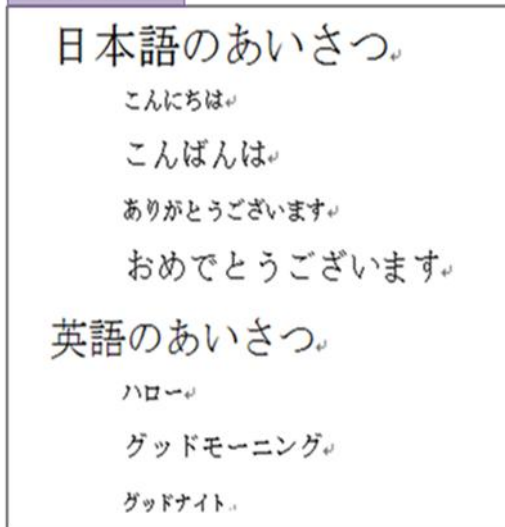 日本語のあいさつ
こんにちは
こんばんは
ありがとうございます
おめでとうございます
英語のあいさつ
ハロー
グッドモーニング
グッドナイト